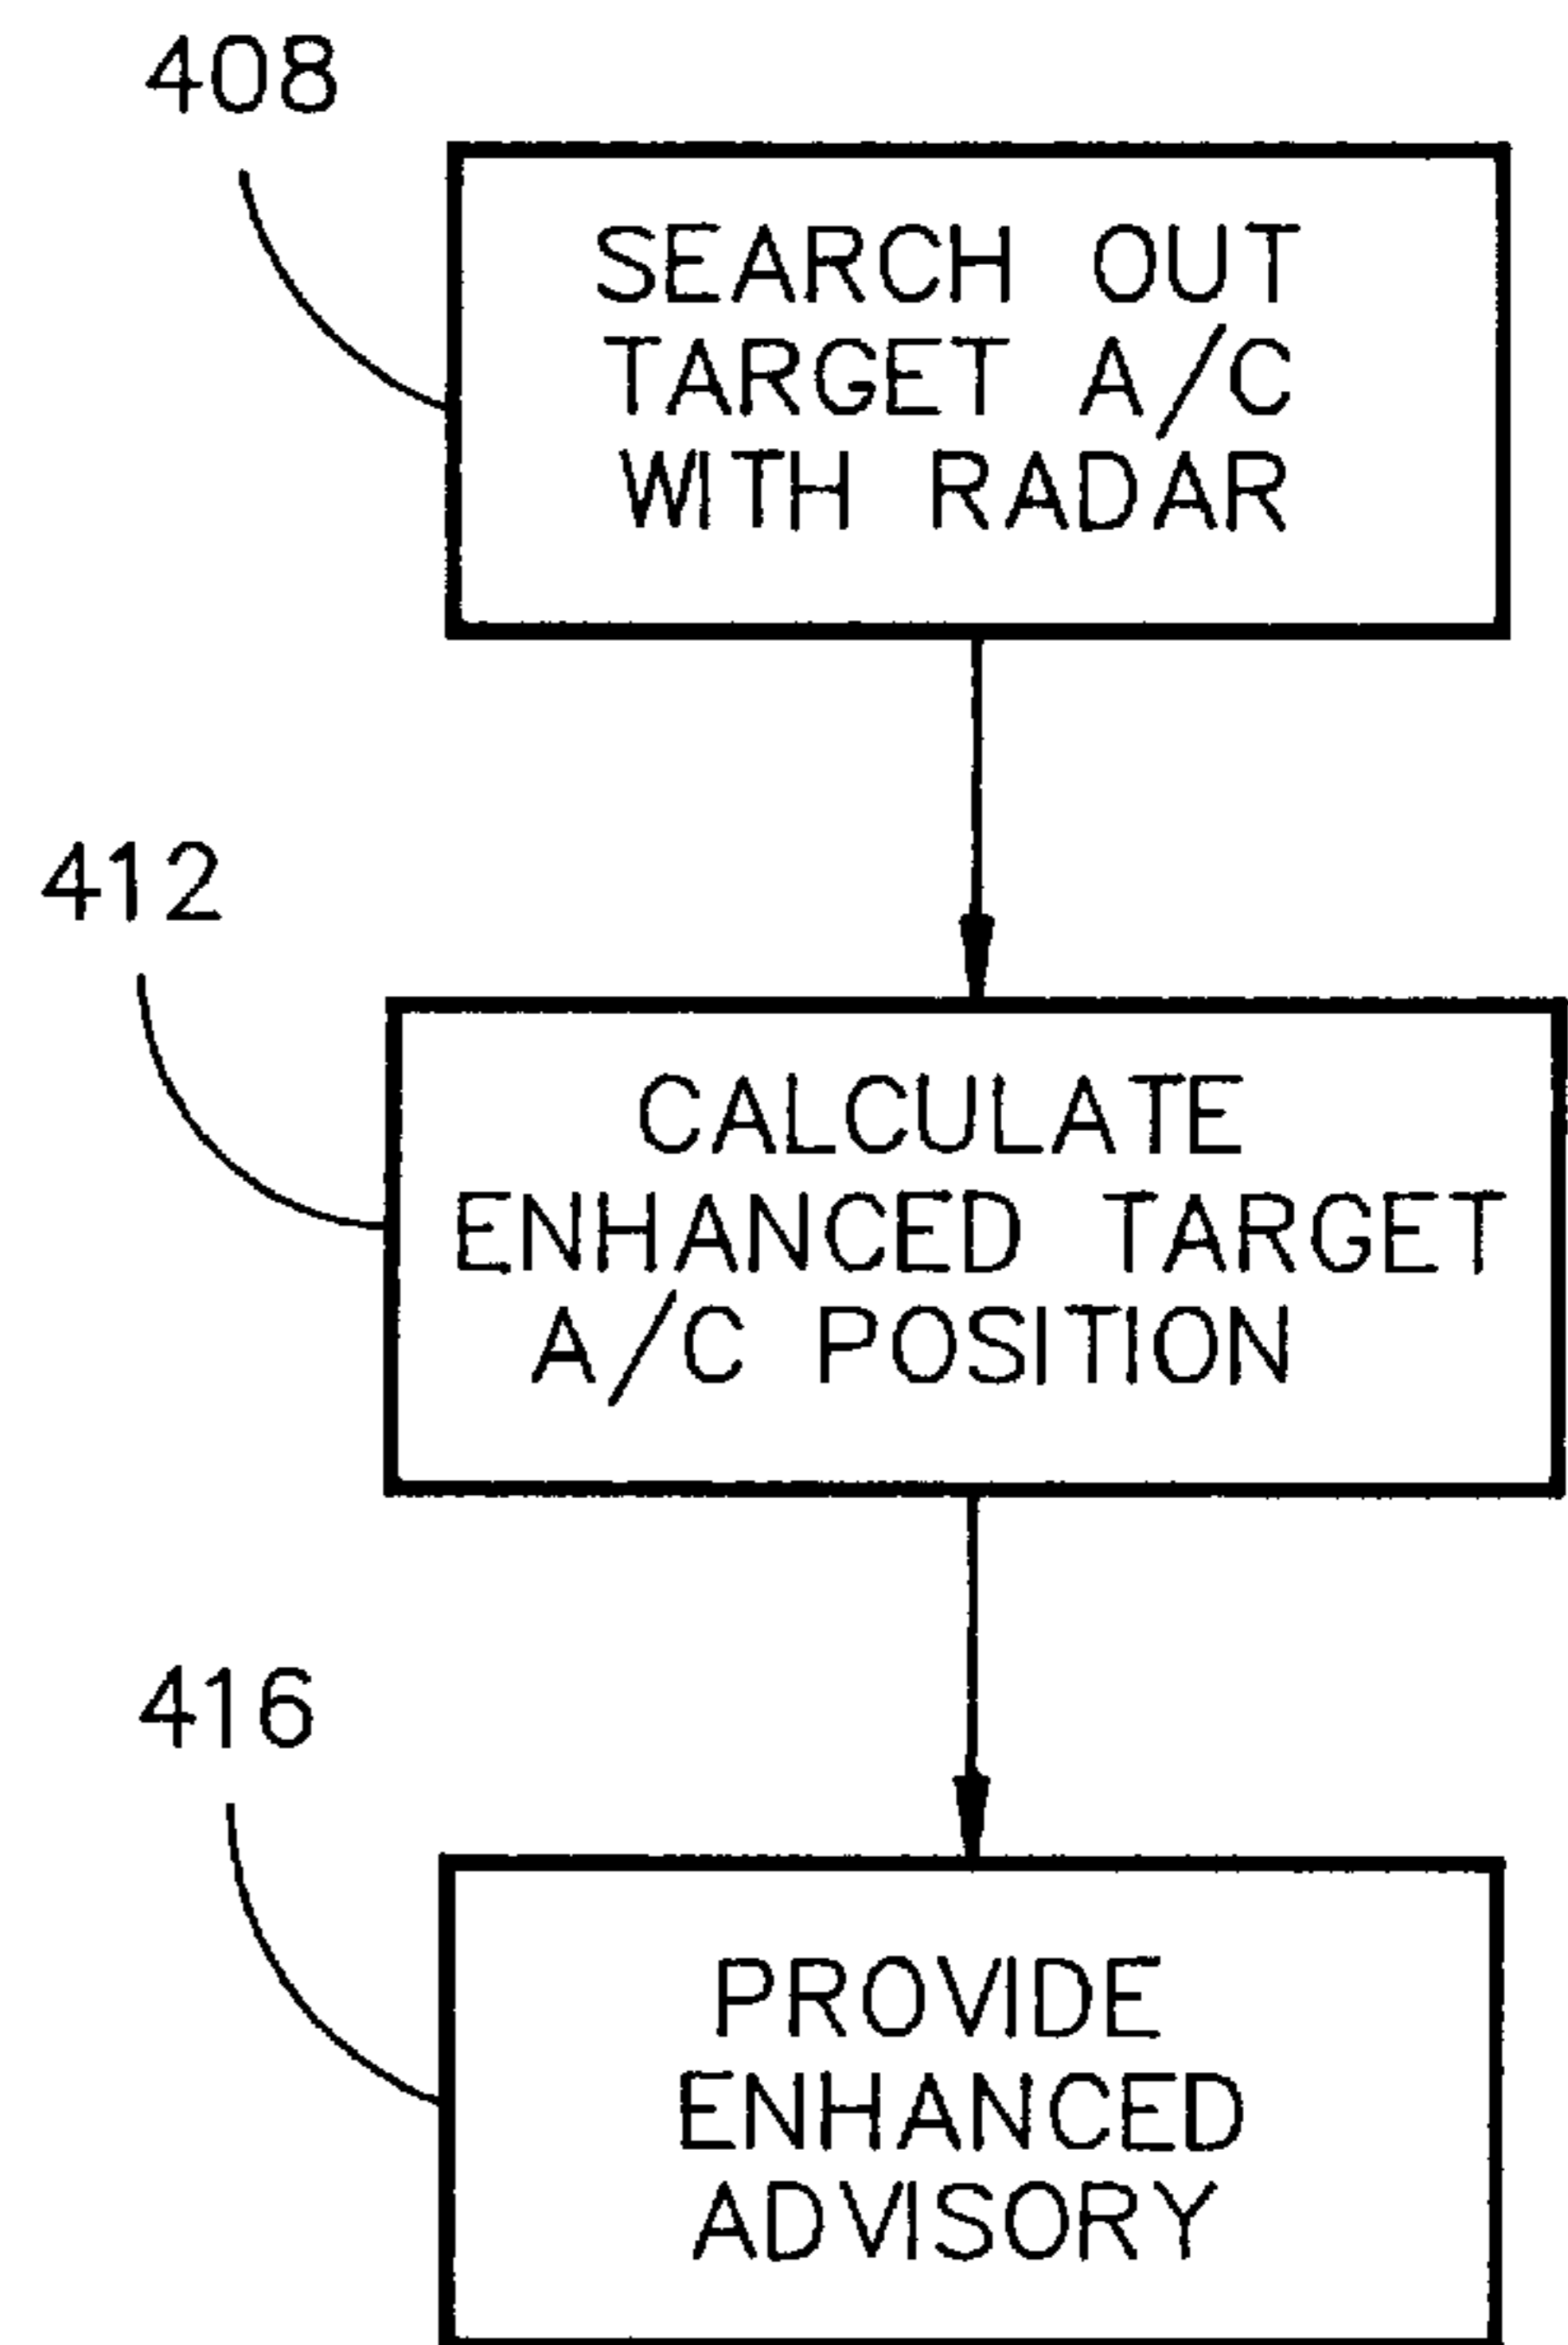 408
SEARCH OUT
TARGET A/C
WITH RADAR
412
CALCULATE
ENHANCED TARGET
A/C POSITION
416
PROVIDE
ENHANCED
ADVISORY